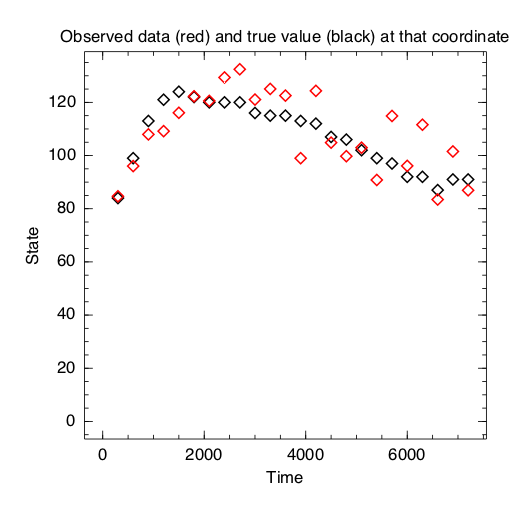 Observed data (red) and true value (black) at that coordinate
120
100
80
60
40
20
0
State
0 2000 4000 6000
Time